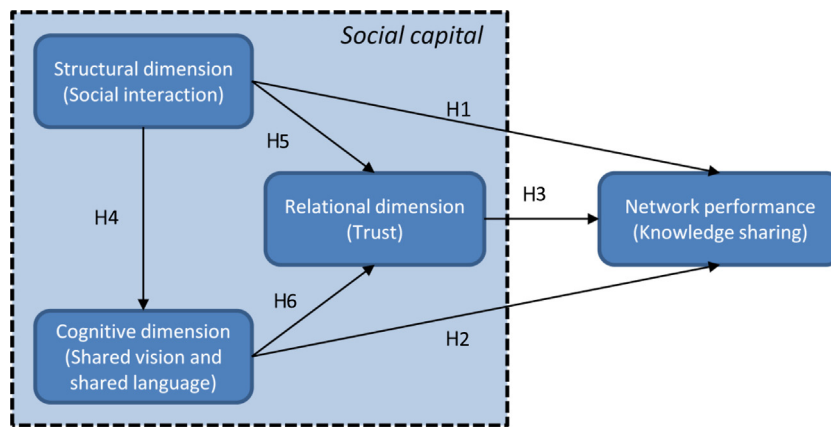 Social capital
Structural dimension
(Social interaction)
H1
H5
H4
Relational dimension
(Trust)
H3
Network performance
(Knowledge sharing)
H6
Cognitive dimension
(Shared vision and
shared language)
H2